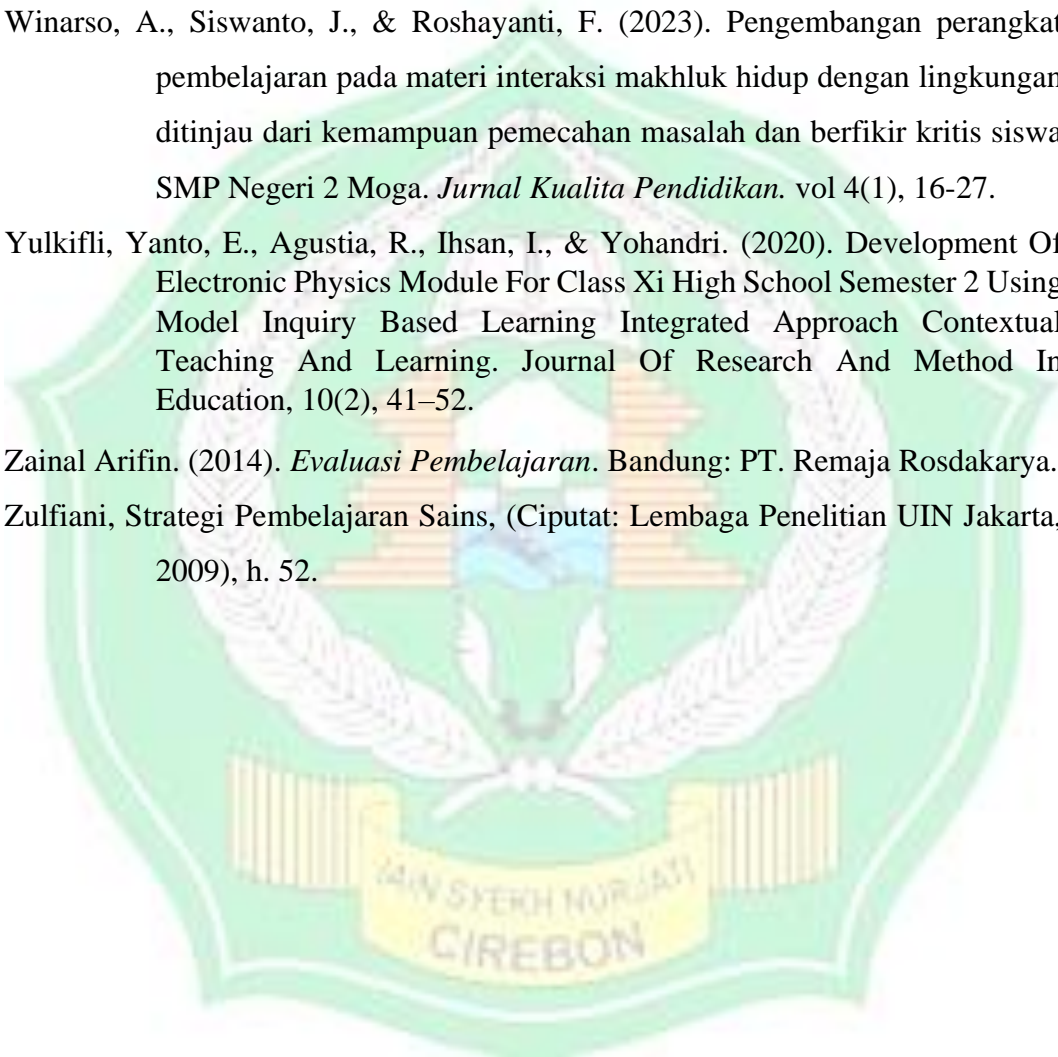 Winarso, A., Siswanto, J., & Roshayanti, F. (2023). Pengembangan perangkat
pembelajaran pada materi interaksi makhluk hidup dengan lingkungan
ditinjau dari kemampuan pemecahan masalah dan berfikir kritis siswa
SMP Negeri 2 Moga. Jurnal Kualita Pendidikan. vol 4(1), 16-27.
Yulkifli, Yanto, E., Agustia, R., Ihsan, I., & Yohandri. (2020). Development Of
Electronic Physics Module For Class Xi High School Semester 2 Using
Model Inquiry Based Learning Integrated Approach Contextual
Teaching And Learning. Journal Of Research And Method In
Education, 10(2), 41–52.
Zainal Arifin. (2014). Evaluasi Pembelajaran. Bandung: PT. Remaja Rosdakarya.
Zulfiani, Strategi Pembelajaran Sains, (Ciputat: Lembaga Penelitian UIN Jakarta,
2009), h. 52.
IAIN SYEKH NURJATI
CIREBON